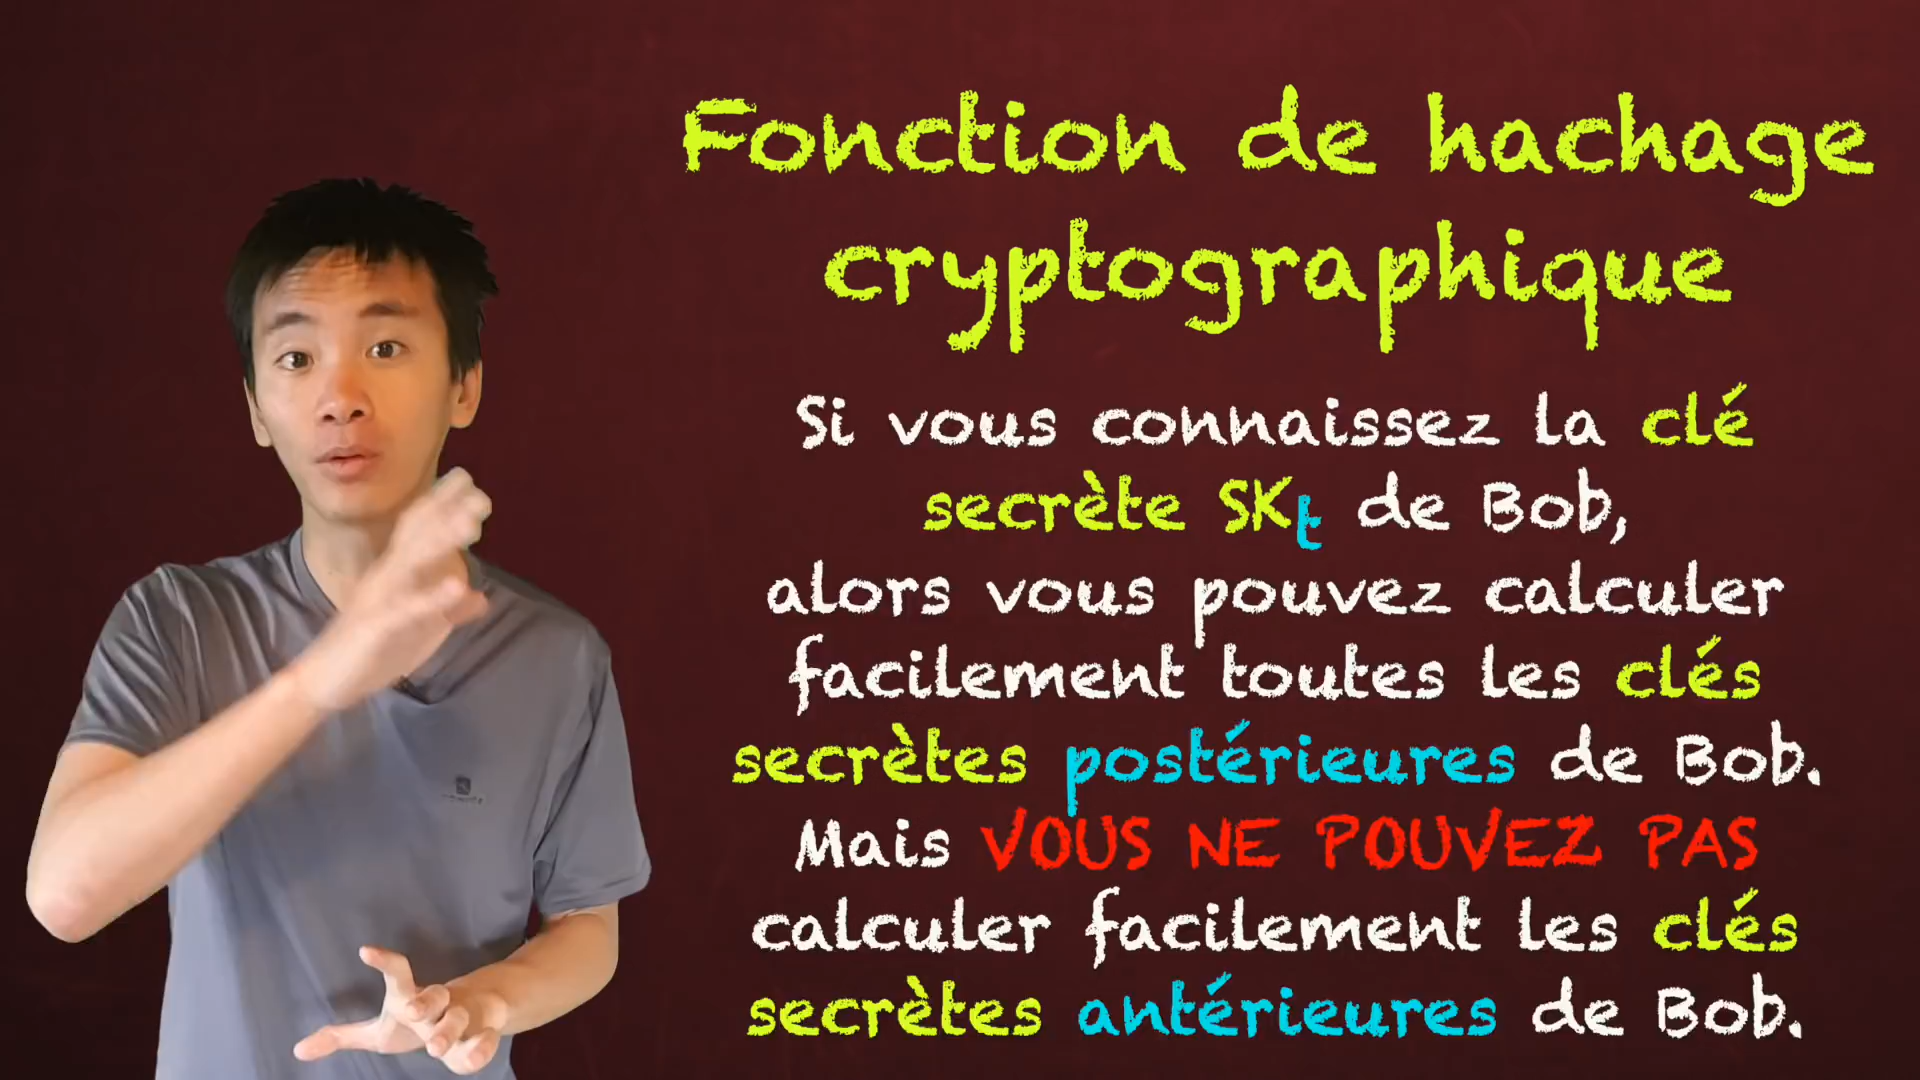 Fonction de hachage
cryptographique
Si vous connaissez la clé
secrète SKt de Bob,
alors vous pouvez calculer
facilement toutes les clés
secrètes postérieures de Bob.
Mais VOUS NE POUVEZ PAS
calculer facilement les clés
secrètes antérieures de Bob.